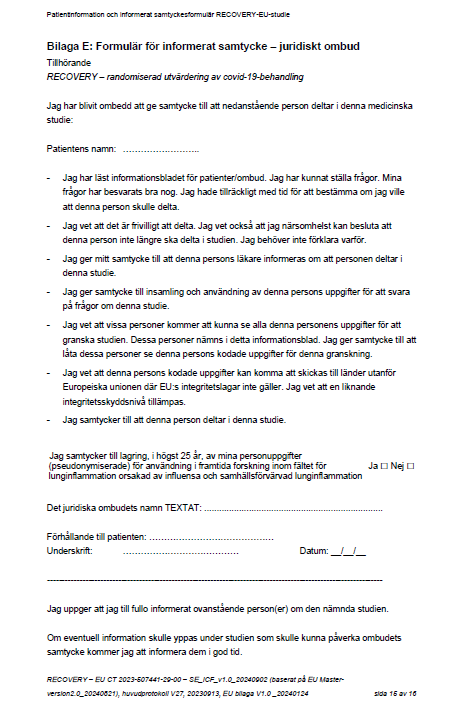 Patientinformation och informerat samtyckesformulär RECOVERY-EU-studie
Bilaga E: Formulär för informerat samtycke – juridiskt ombud
Tillhörande
RECOVERY – randomiserad utvärdering av covid-19-behandling
Jag har blivit ombedd att ge samtycke till att nedanstående person deltar i denna medicinska
studie:
Patientens namn: ……………………..
- Jag har läst informationsbladet för patienter/ombud. Jag har kunnat ställa frågor. Mina
frågor har besvarats bra nog. Jag hade tillräckligt med tid för att bestämma om jag ville
att denna person skulle delta.
- Jag vet att det är frivilligt att delta. Jag vet också att jag närsomhelst kan besluta att
denna person inte längre ska delta i studien. Jag behöver inte förklara varför.
- Jag ger mitt samtycke till att denna persons läkare informeras om att personen deltar i
denna studie.
- Jag ger samtycke till insamling och användning av denna persons uppgifter för att svara
på frågor om denna studie.
- Jag vet att vissa personer kommer att kunna se alla denna personens uppgifter för att
granska studien. Dessa personer nämns i detta informationsblad. Jag ger samtycke till att
låta dessa personer se denna persons kodade uppgifter för denna granskning.
- Jag vet att denna persons kodade uppgifter kan komma att skickas till länder utanför
Europeiska unionen där EU:s integritetslagar inte gäller. Jag vet att en liknande
integritetsskyddsnivå tillämpas.
- Jag samtycker till att denna person deltar i denna studie.
Jag samtycker till lagring, i högst 25 år, av mina personuppgifter
(pseudonymiserade) för användning i framtida forskning inom fältet för Ja ☐ Nej ☐
lunginflammation orsakad av influensa och samhällsförvärvad lunginflammation
Det juridiska ombudets namn TEXTAT: ..........................................................................
Förhållande till patienten: …………………………………
Underskrift: ……………………………… Datum: __/__/__
--------------------------------------------------------------------------------------------
Jag uppger att jag till fullo informerat ovanstående person(er) om den nämnda studien.
Om eventuell information skulle yppas under studien som skulle kunna påverka ombudets
samtycke kommer jag att informera dem i god tid.
RECOVERY – EU CT 2023-507441-29-00 – SE_ICF_v1.0_20240902 (baserat på EU Master-
version2.0_20240621), huvudprotokoll V27, 20230913, EU bilaga V1.0 _20240124 sida 15 av 16